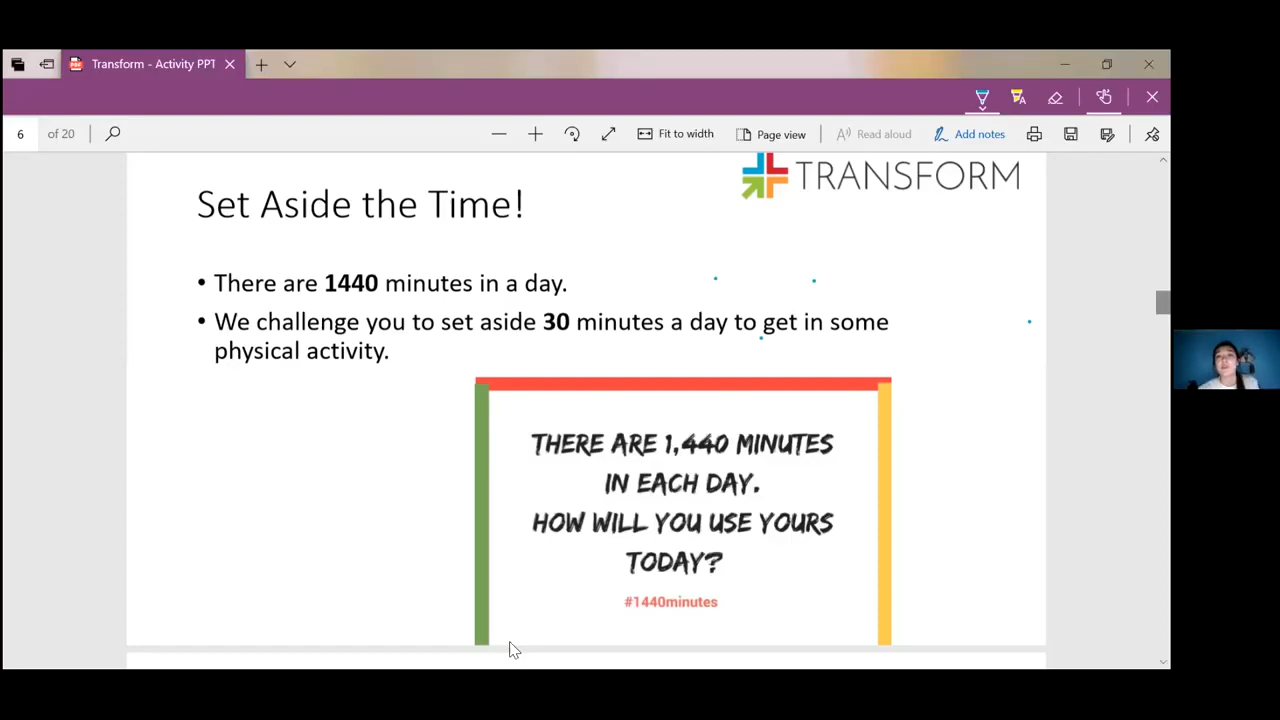 Transform - Activity PPT
6 of 20
Fit to width
Page view
Read aloud
Add notes
TRANSFORM
Set Aside the Time!
• There are 1440 minutes in a day.
• We challenge you to set aside 30 minutes a day to get in some
physical activity.
THERE ARE 1,440 MINUTES
IN EACH DAY.
HOW WILL YOU USE YOURS
TODAY?
#1440minutes